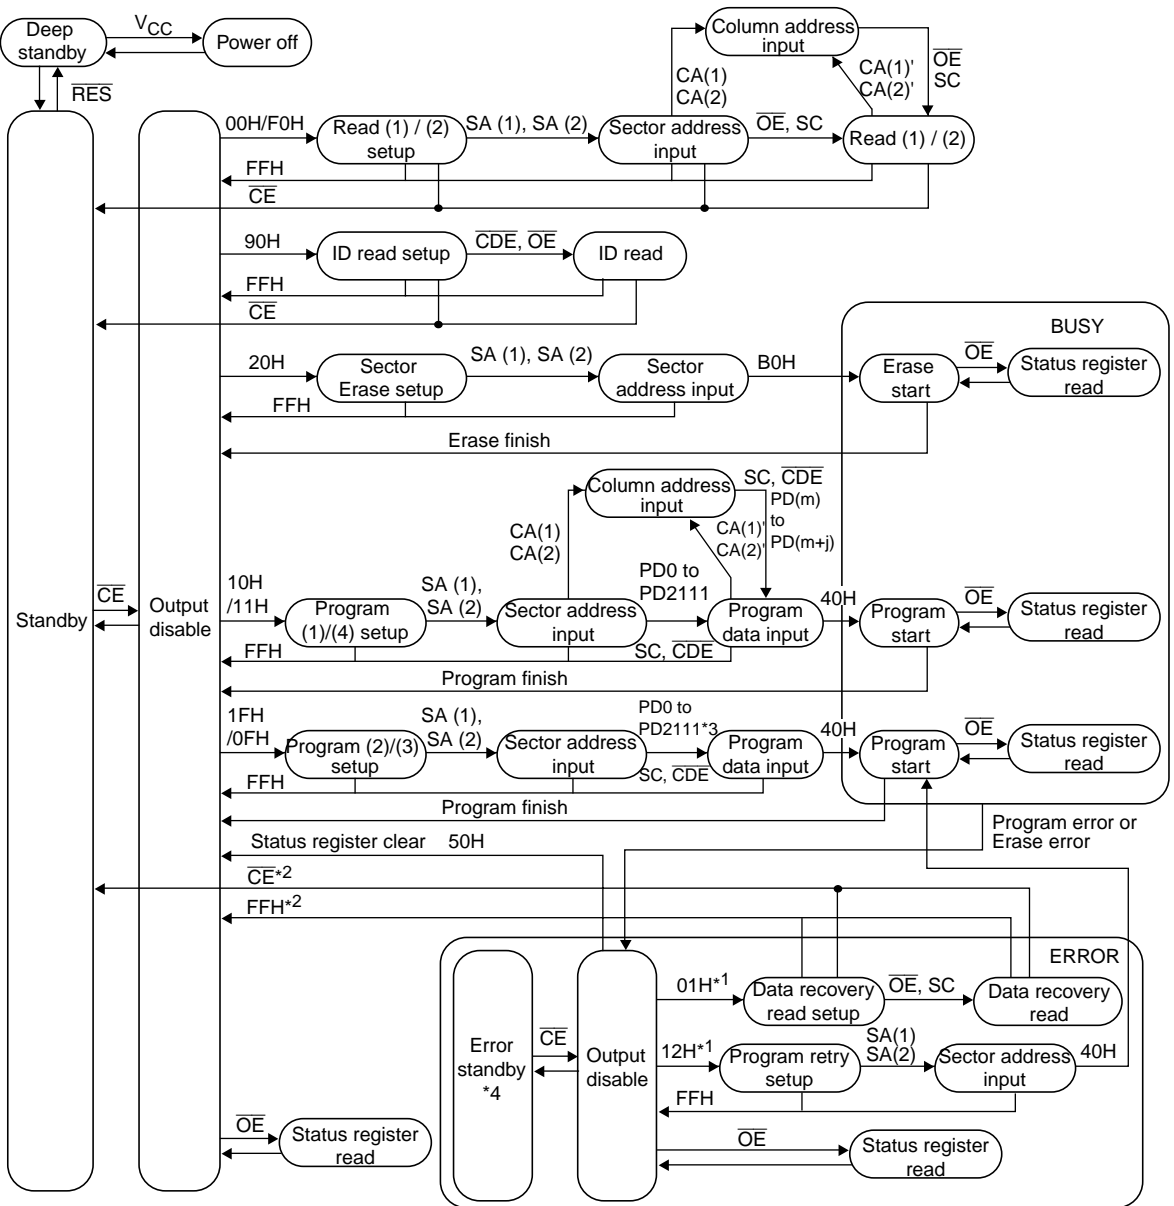 Deep
standby
VCC
Power off
RES
Column address
input
CA(1)
CA(2)
CA(1)'
CA(2)'
OE
SC
00H/F0H
Read (1) / (2)
setup
SA (1), SA (2)
Sector address
input
OE, SC
Read (1) / (2)
FFH
CE
90H
ID read setup
CDE, OE
ID read
FFH
CE
BUSY
20H
Sector
Erase setup
SA (1), SA (2)
Sector
address input
B0H
Erase
start
OE
Status register
read
FFH
Erase finish
Column address
input
SC, CDE
PD(m)
to
PD(m+j)
CA(1)
CA(2)
CA(1)'
CA(2)'
Standby
CE
Output
disable
10H
/11H
Program
(1)/(4) setup
SA (1),
SA (2)
Sector address
input
PD0 to
PD2111
SC, CDE
Program
data input
40H
Program
start
OE
Status register
read
FFH
Program finish
1FH
/0FH
Program (2)/(3)
setup
SA (1),
SA (2)
Sector address
input
PD0 to
PD2111*3
SC, CDE
Program
data input
40H
Program
start
OE
Status register
read
FFH
Program finish
Program error or
Erase error
Status register clear 50H
CE*2
FFH*2
ERROR
Error
standby
*4
CE
Output
disable
01H*1
Data recovery
read setup
OE, SC
Data recovery
read
12H*1
Program retry
setup
SA(1)
SA(2)
Sector address
input
40H
FFH
OE
Status register
read
OE
Status register
read